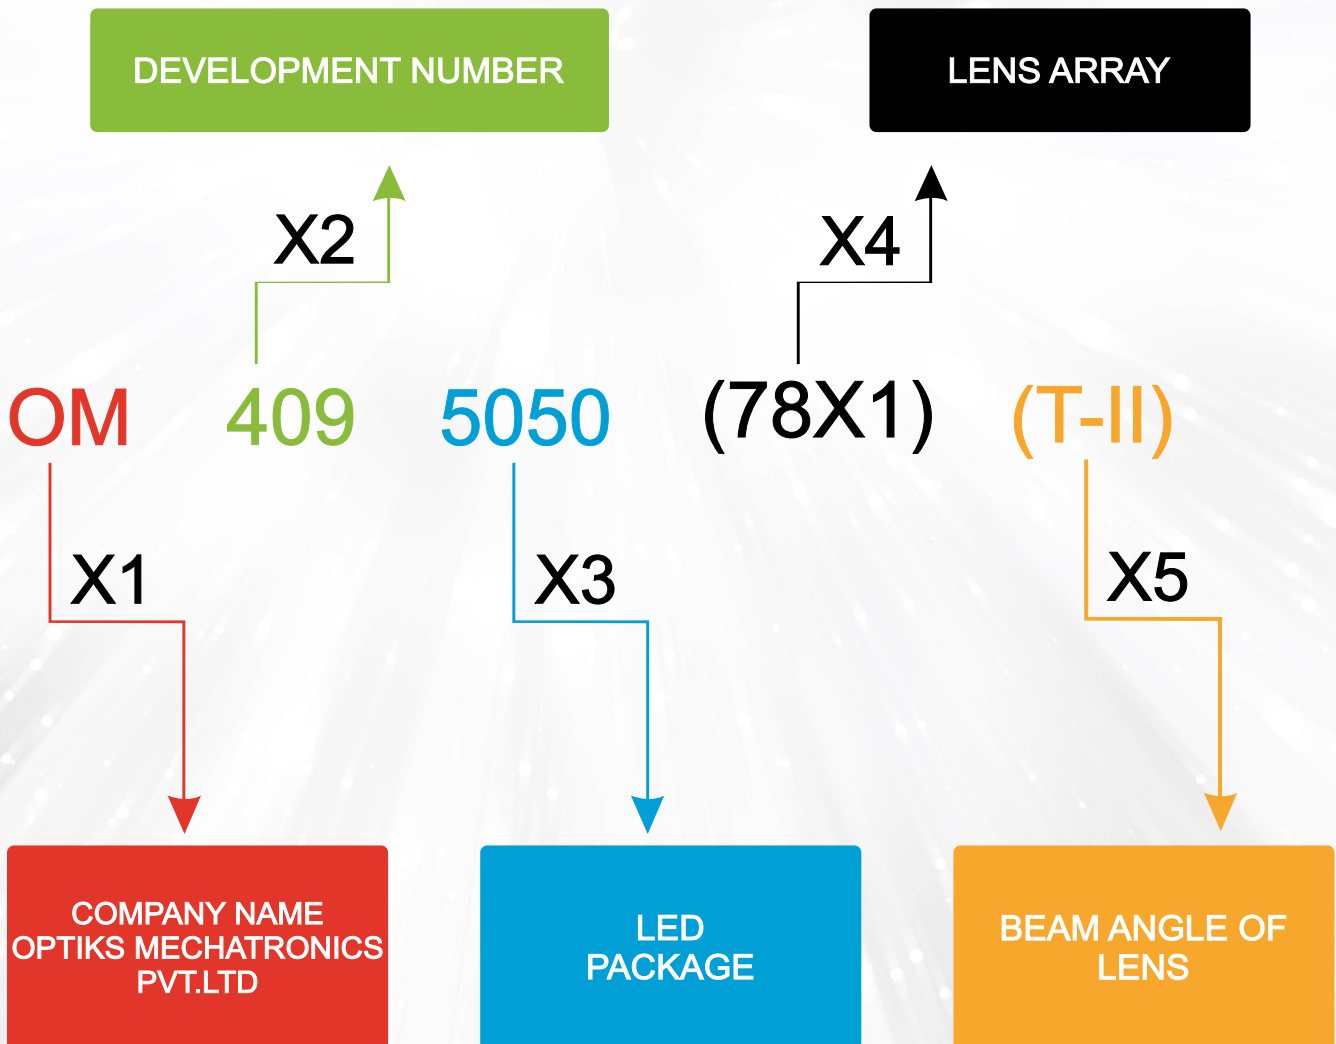 DEVELOPMENT NUMBER
LENS ARRAY
X2
X4
OM 409 5050 (78X1) (T-II)
X1
X3
X5
COMPANY NAME
OPTIKS MECHATRONICS
PVT.LTD
LED
PACKAGE
BEAM ANGLE OF
LENS